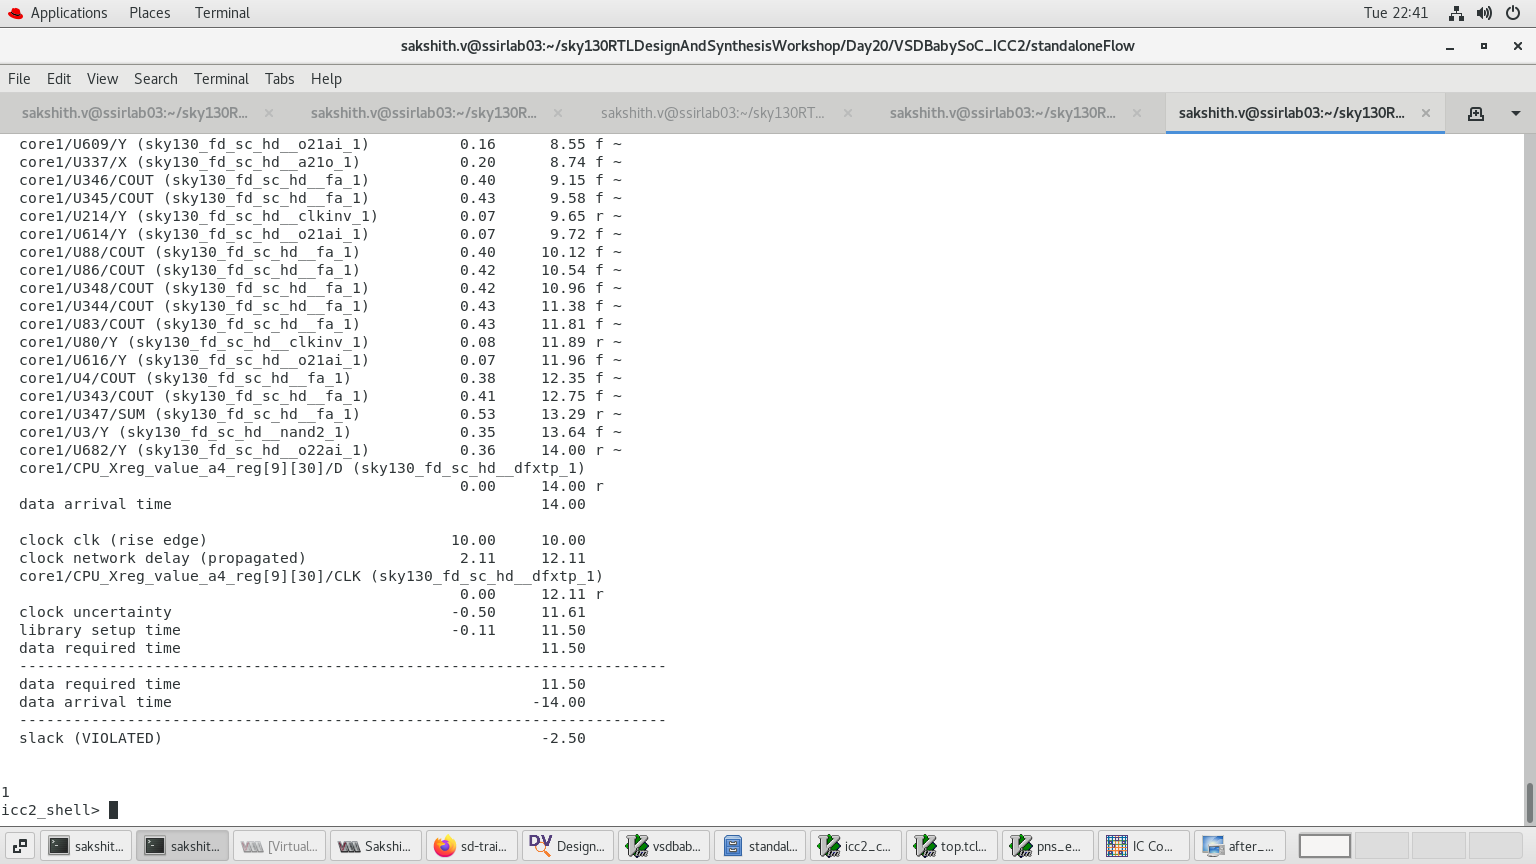 Applications Places Terminal Tue 22:41
sakshith.v@ssirlab03:~/sky130RTLDesignAndSynthesisWorkshop/Day20/VSDBabySoC_ICC2/standaloneFlow
File Edit View Search Terminal Tabs Help
sakshith.v@ssirlab03:~/sky130R... × sakshith.v@ssirlab03:~/sky130R... × sakshith.v@ssirlab03:~/sky130RT... × sakshith.v@ssirlab03:~/sky130R... × sakshith.v@ssirlab03:~/sky130R... ×
core1/U609/Y (sky130_fd_sc_hd__o21ai_1) 0.16 8.55 f ~
core1/U337/X (sky130_fd_sc_hd__a21o_1) 0.20 8.74 f ~
core1/U346/COUT (sky130_fd_sc_hd__fa_1) 0.40 9.15 f ~
core1/U345/COUT (sky130_fd_sc_hd__fa_1) 0.43 9.58 f ~
core1/U214/Y (sky130_fd_sc_hd__clkinv_1) 0.07 9.65 r ~
core1/U614/Y (sky130_fd_sc_hd__o21ai_1) 0.07 9.72 f ~
core1/U88/COUT (sky130_fd_sc_hd__fa_1) 0.40 10.12 f ~
core1/U86/COUT (sky130_fd_sc_hd__fa_1) 0.42 10.54 f ~
core1/U348/COUT (sky130_fd_sc_hd__fa_1) 0.42 10.96 f ~
core1/U344/COUT (sky130_fd_sc_hd__fa_1) 0.43 11.38 f ~
core1/U83/COUT (sky130_fd_sc_hd__fa_1) 0.43 11.81 f ~
core1/U80/Y (sky130_fd_sc_hd__clkinv_1) 0.08 11.89 r ~
core1/U616/Y (sky130_fd_sc_hd__o21ai_1) 0.07 11.96 f ~
core1/U4/COUT (sky130_fd_sc_hd__fa_1) 0.38 12.35 f ~
core1/U343/COUT (sky130_fd_sc_hd__fa_1) 0.41 12.75 f ~
core1/U347/SUM (sky130_fd_sc_hd__fa_1) 0.53 13.29 r ~
core1/U3/Y (sky130_fd_sc_hd__nand2_1) 0.35 13.64 f ~
core1/U682/Y (sky130_fd_sc_hd__o22ai_1) 0.36 14.00 r ~
core1/CPU_Xreg_value_a4_reg[9][30]/D (sky130_fd_sc_hd__dfxtp_1)
0.00 14.00 r
data arrival time 14.00
clock clk (rise edge) 10.00 10.00
clock network delay (propagated) 2.11 12.11
core1/CPU_Xreg_value_a4_reg[9][30]/CLK (sky130_fd_sc_hd__dfxtp_1)
0.00 12.11 r
clock uncertainty -0.50 11.61
library setup time -0.11 11.50
data required time 11.50
--------------------------------------------------------------------------
data required time 11.50
data arrival time -14.00
--------------------------------------------------------------------------
slack (VIOLATED) -2.50
1
icc2_shell>
sakshit... sakshit... [Virtual... Sakshi... sd-trai... DV Design... vsdbab... standal... icc2_c... top.tcl... pns_e... IC Co... after_...